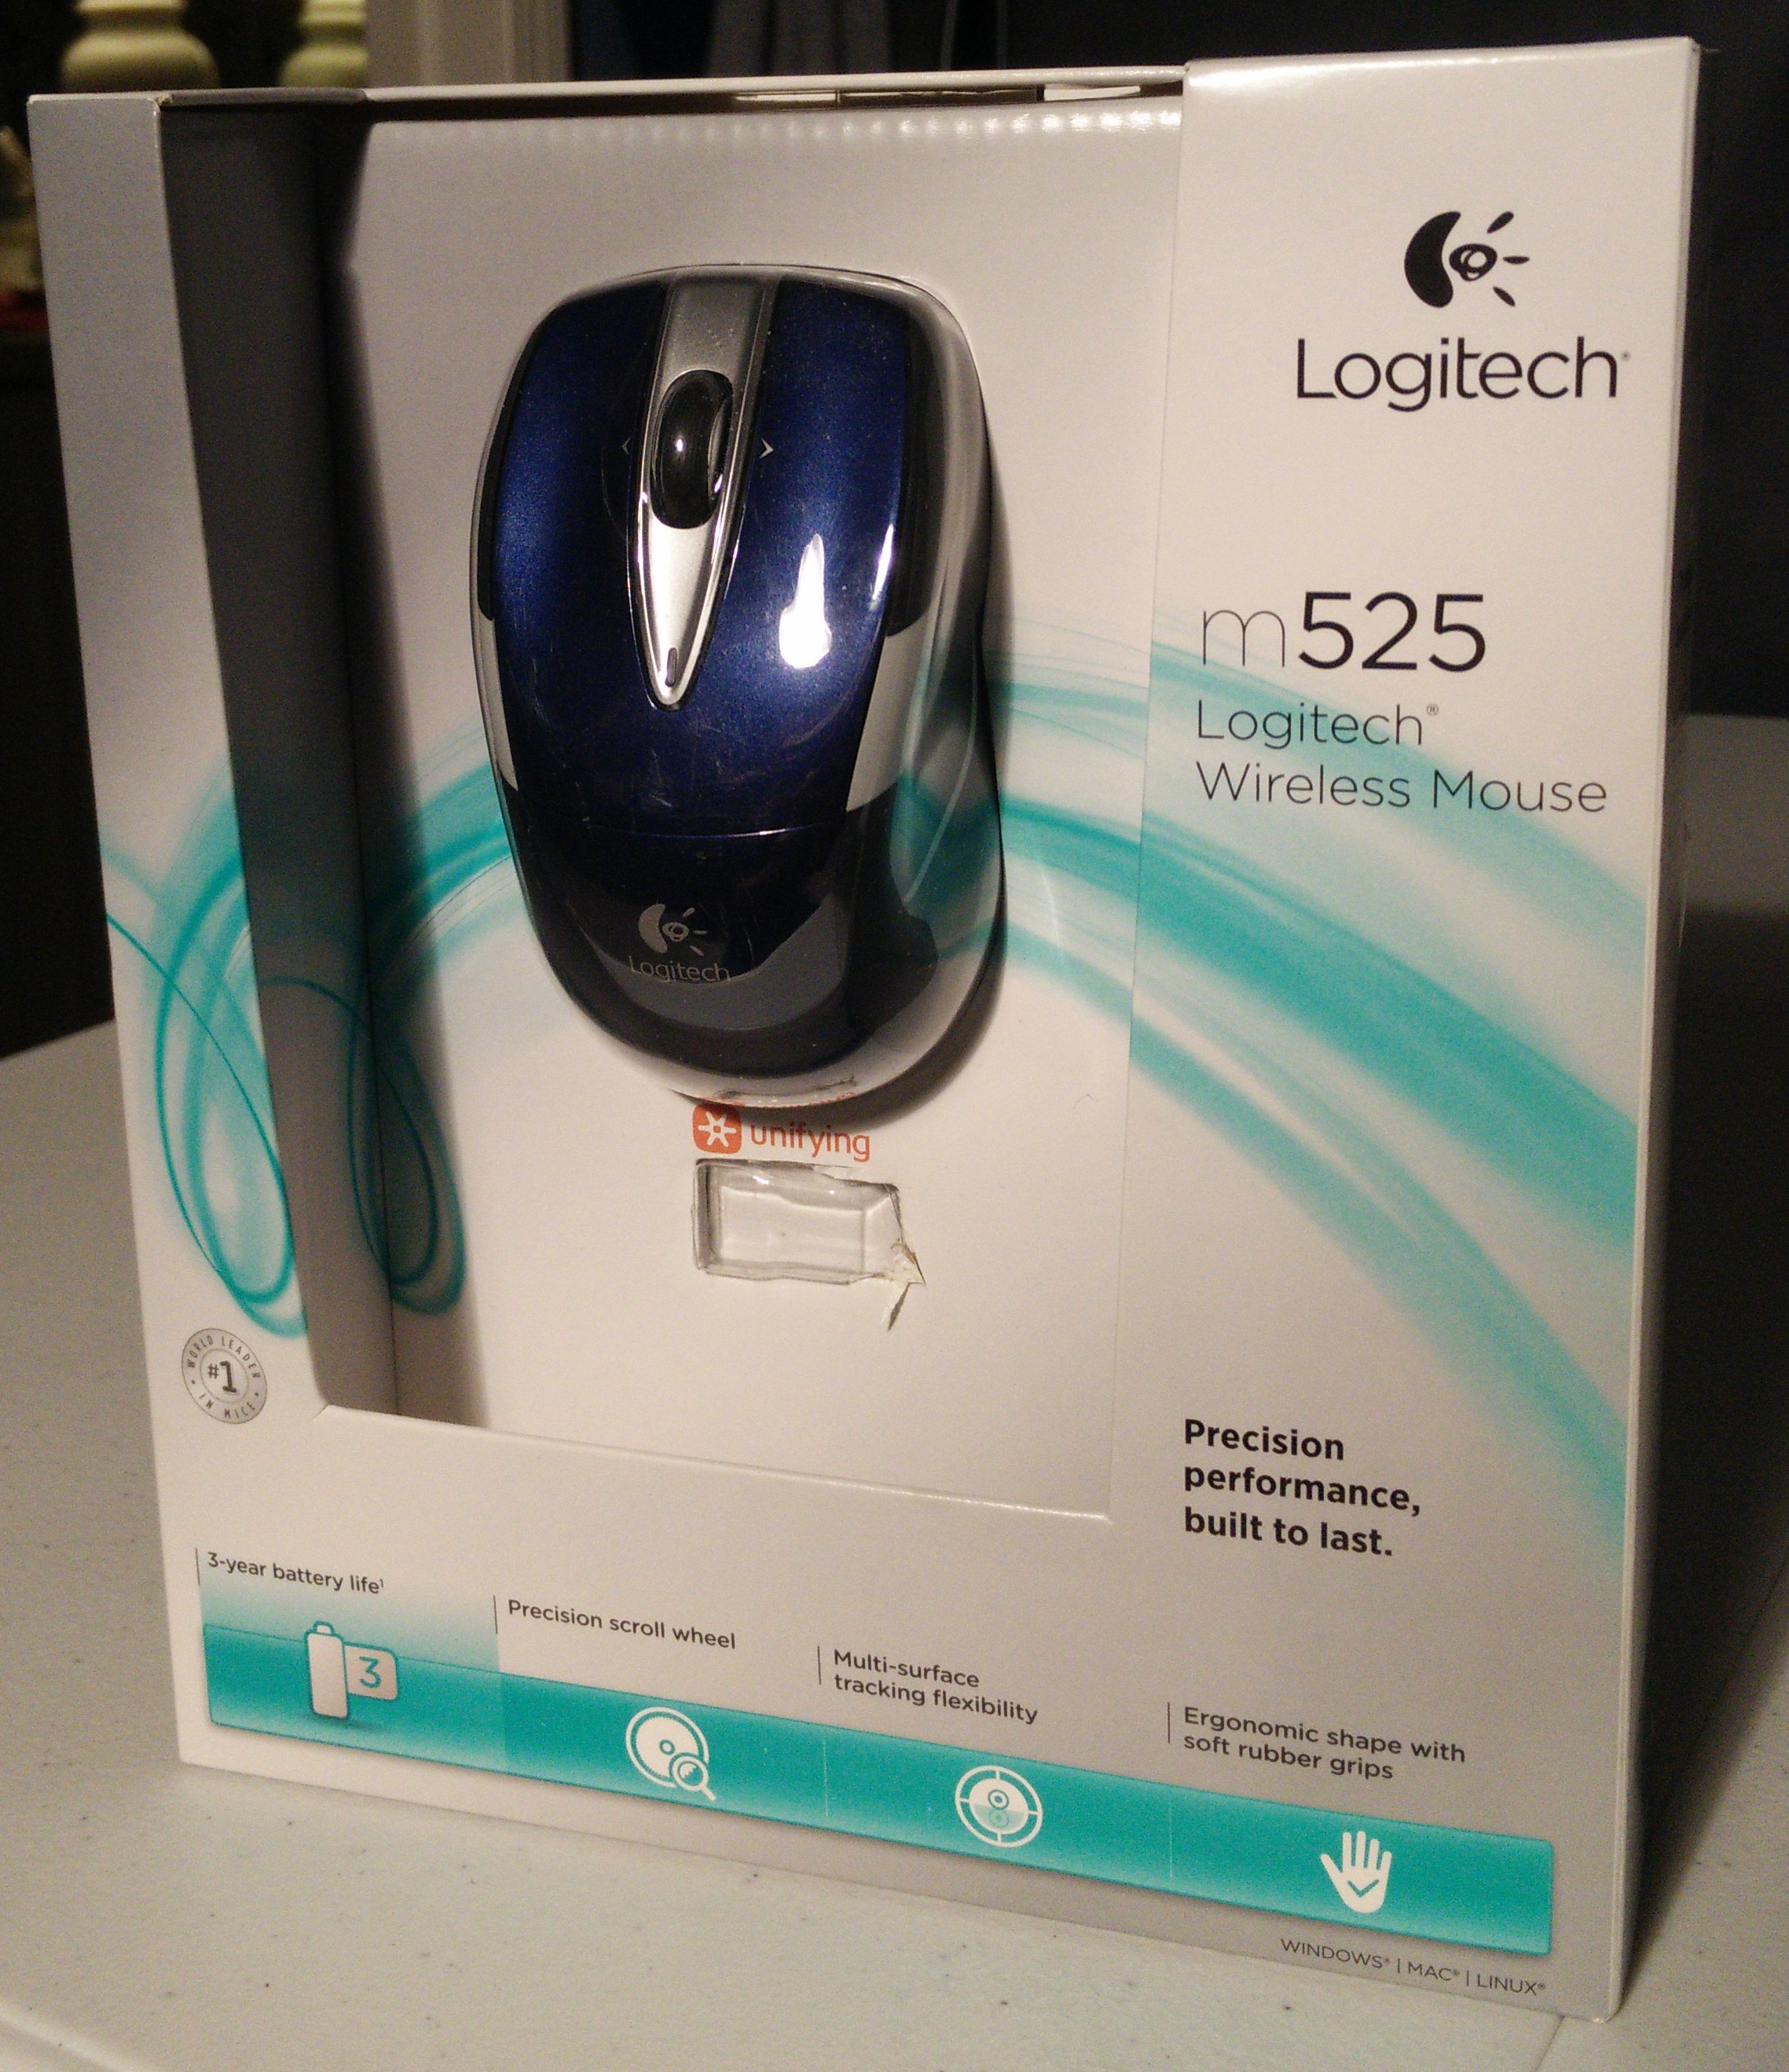 Logitech
m525
Logitech®
Wireless Mouse
Logitech
unifying
WORLD LEADER
#1
IN MICE
Precision
performance,
built to last.
3-year battery life¹
3
Precision scroll wheel
Multi-surface
tracking flexibility
Ergonomic shape with
soft rubber grips
WINDOWS® | MAC® | LINUX®